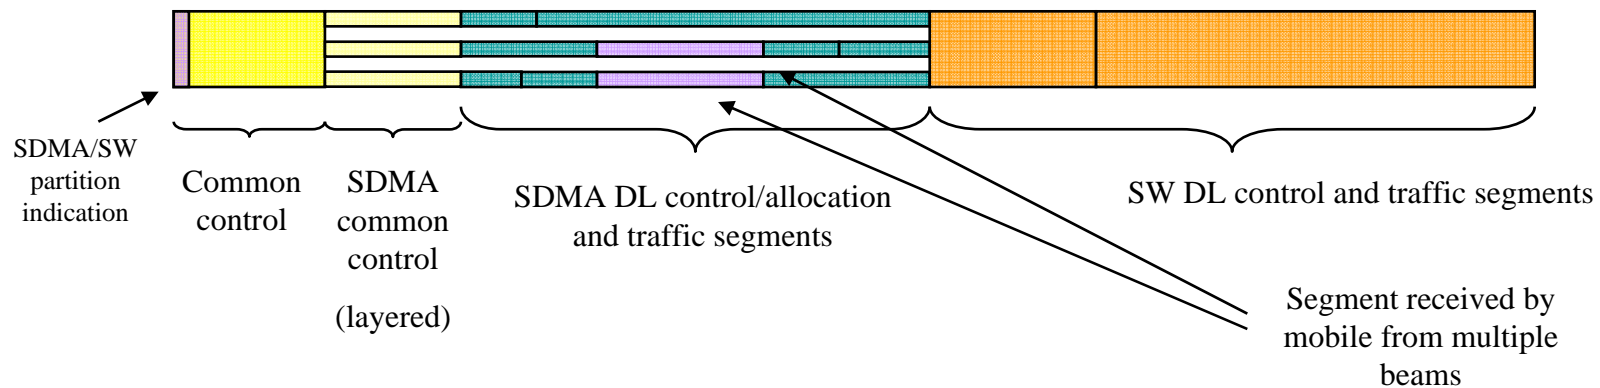 SDMA/SW
partition
indication
Common
control
SDMA
common
control
(layered)
SDMA DL control/allocation
and traffic segments
SW DL control and traffic segments
Segment received by
mobile from multiple
beams